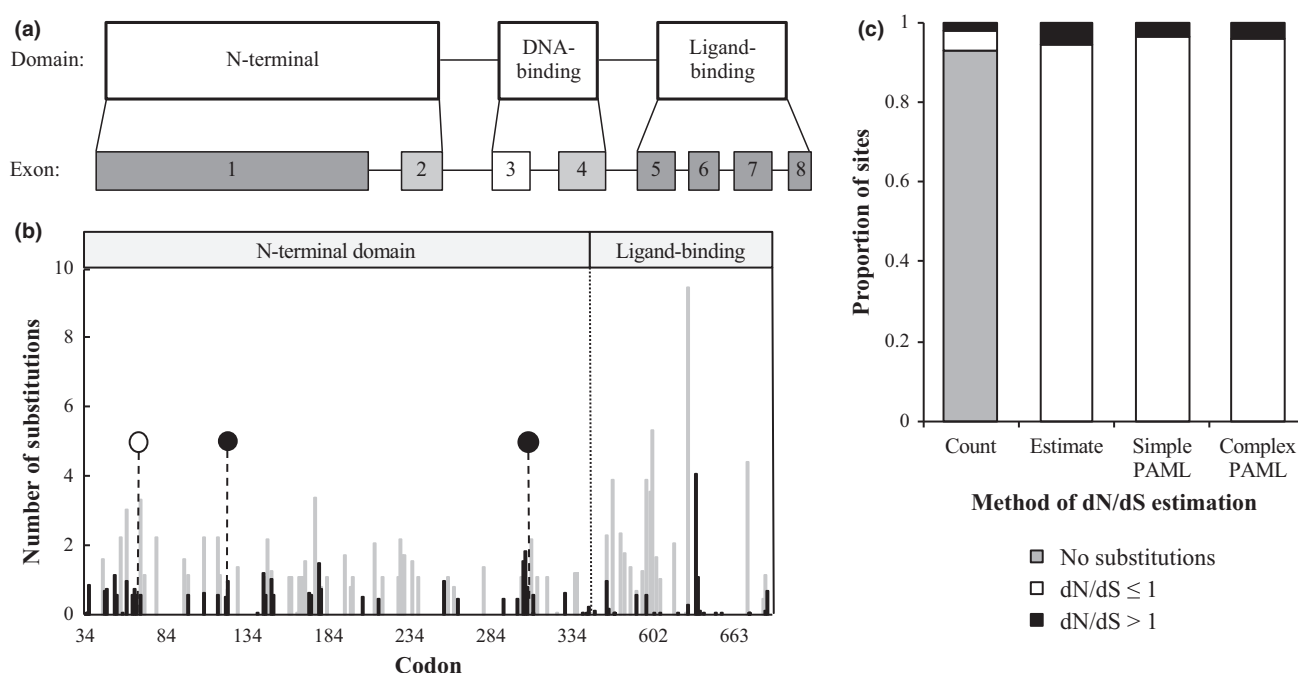 (a)
Domain:
N-terminal
DNA-
binding
Ligand-
binding
Exon:
1 2 3 4 5 6 7 8
(b)
N-terminal domain Ligand-binding
Number of substitutions
10
8
6
4
2
0
34 84 134 184 234 284 334 602 663
Codon
(c)
Proportion of sites
1
0.8
0.6
0.4
0.2
0
Count Estimate Simple PAML Complex PAML
Method of dN/dS estimation
No substitutions
dN/dS ≤ 1
dN/dS > 1